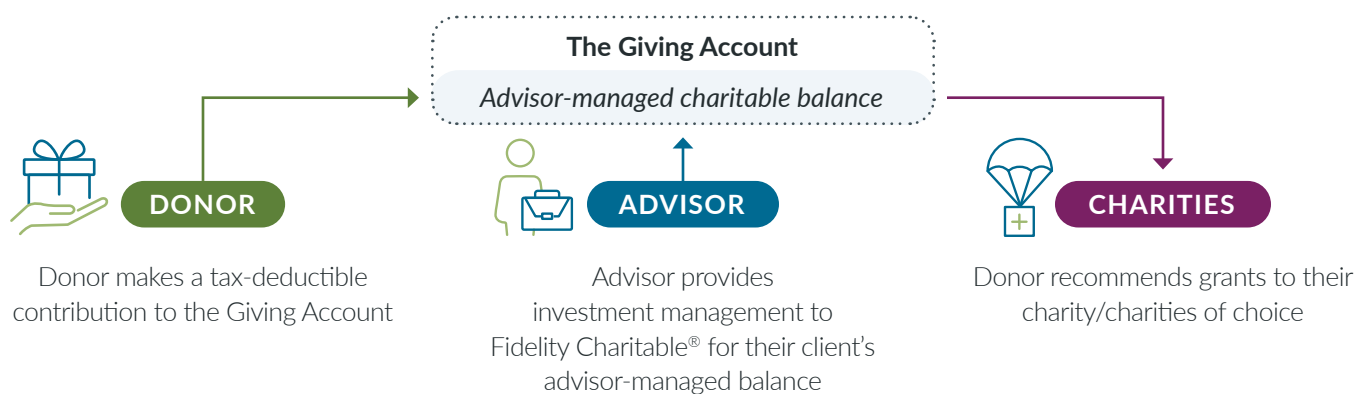 The Giving Account
Advisor-managed charitable balance
DONOR
Donor makes a tax-deductible
contribution to the Giving Account
ADVISOR
Advisor provides
investment management to
Fidelity Charitable® for their client’s
advisor-managed balance
CHARITIES
Donor recommends grants to their
charity/charities of choice